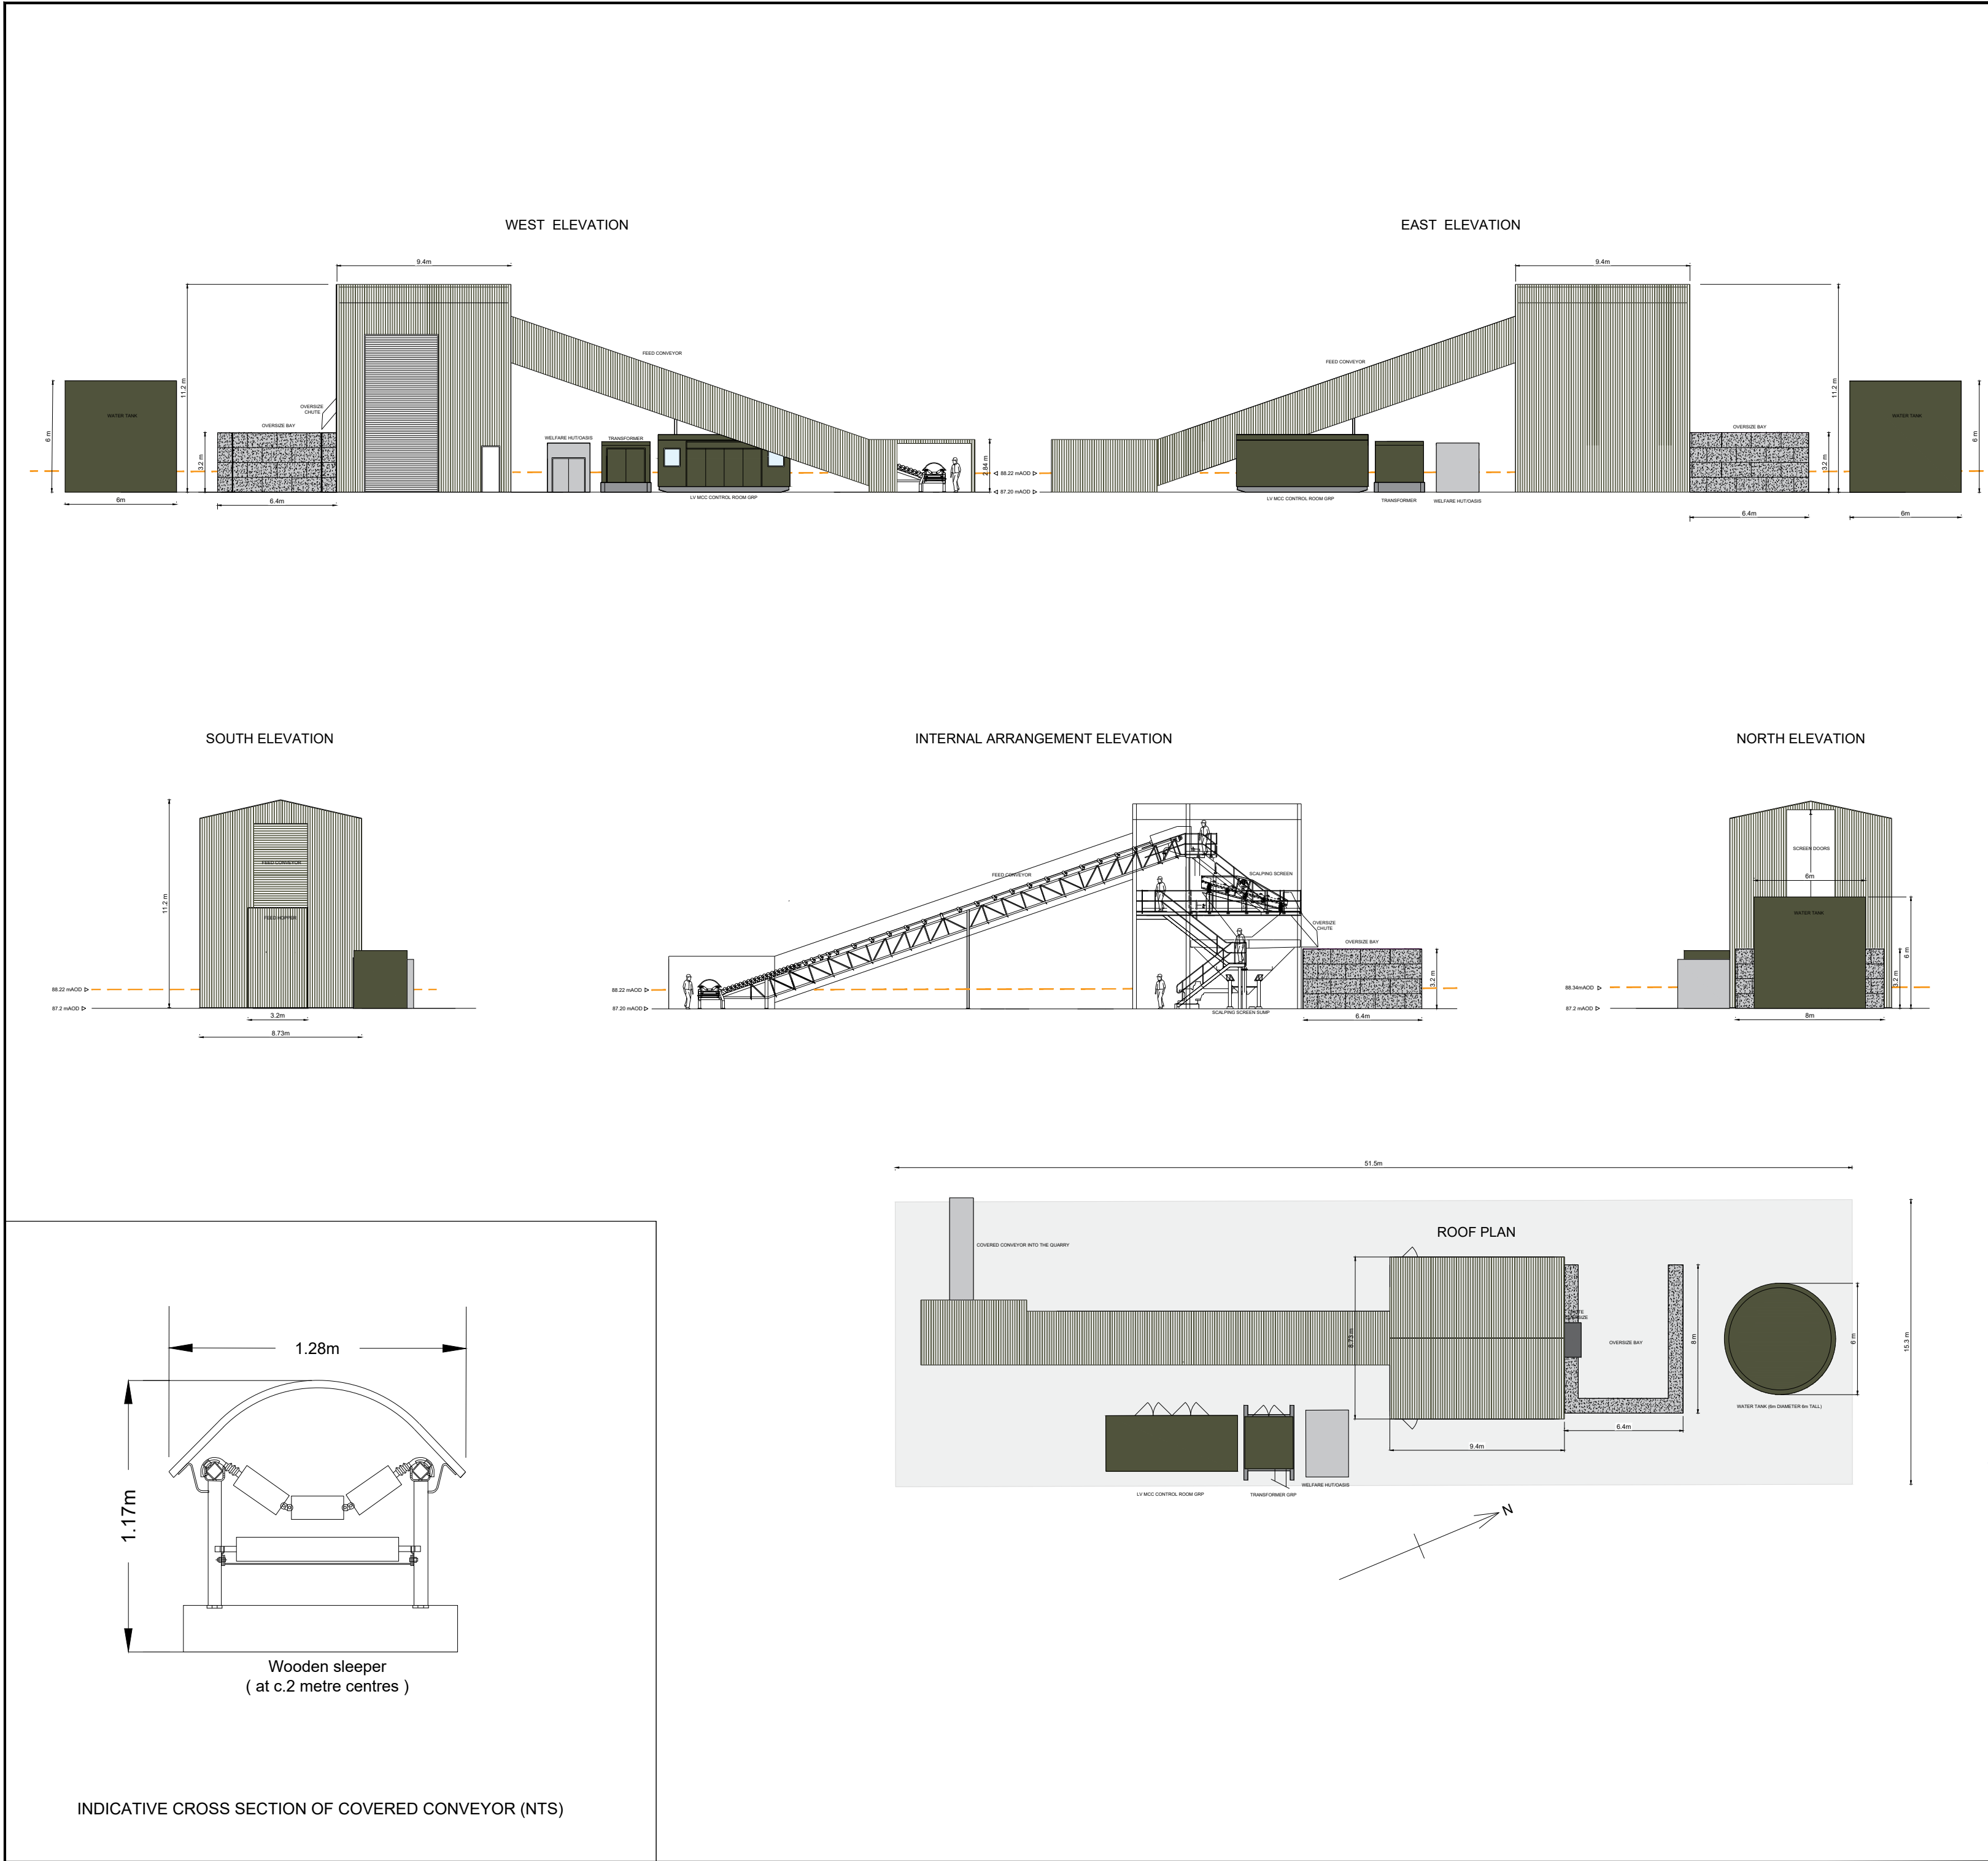 WEST ELEVATION
EAST ELEVATION
9.4m
9.4m
11.2 m
11.2 m
FEED CONVEYOR
FEED CONVEYOR
OVERSIZE
CHUTE
WATER TANK
WATER TANK
OVERSIZE BAY
OVERSIZE BAY
6 m
6 m
3.2 m
3.2 m
WELFARE HUT/OASIS
TRANSFORMER
2.84 m
88.22 mAOD
87.20 mAOD
LV MCC CONTROL ROOM GRP
LV MCC CONTROL ROOM GRP
TRANSFORMER
WELFARE HUT/OASIS
6m
6.4m
6.4m
6m
SOUTH ELEVATION
INTERNAL ARRANGEMENT ELEVATION
NORTH ELEVATION
11.2 m
FEED CONVEYOR
FEED HOPPER
88.22 mAOD
87.2 mAOD
3.2m
8.73m
FEED CONVEYOR
SCALPING SCREEN
OVERSIZE
CHUTE
OVERSIZE BAY
3.2 m
88.22 mAOD
87.20 mAOD
SCALPING SCREEN SUMP
6.4m
SCREEN DOORS
6m
WATER TANK
6 m
3.2 m
88.34mAOD
87.2 mAOD
8m
51.5m
ROOF PLAN
COVERED CONVEYOR INTO THE QUARRY
8.73 m
OVERSIZE BAY
8m
6 m
15.3 m
WATER TANK (6m DIAMETER 6m TALL)
6.4m
9.4m
LV MCC CONTROL ROOM GRP
TRANSFORMER GRP
WELFARE HUT/OASIS
N
1.28m
1.17m
Wooden sleeper
( at c.2 metre centres )
INDICATIVE CROSS SECTION OF COVERED CONVEYOR (NTS)